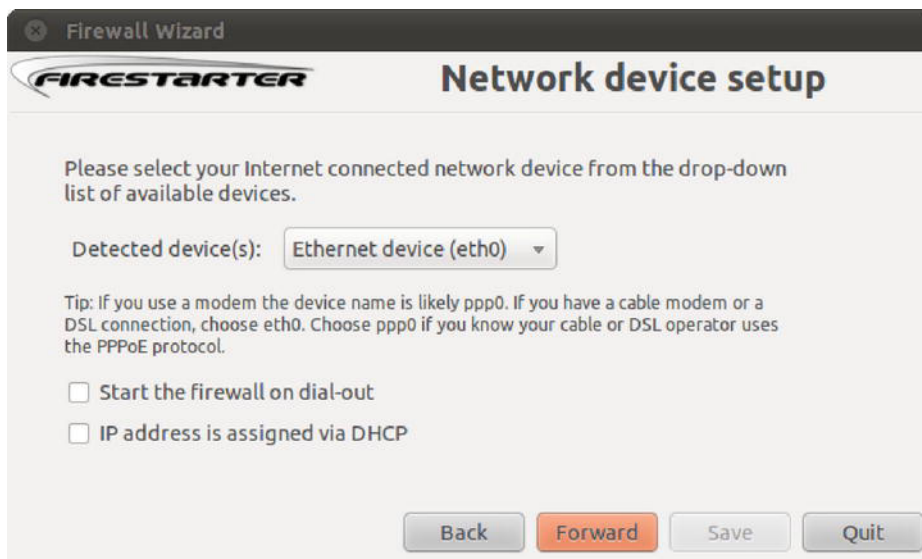 Firewall Wizard
FIRESTARTER
Network device setup
Please select your Internet connected network device from the drop-down
list of available devices.
Detected device(s): Ethernet device (eth0)
Tip: If you use a modem the device name is likely ppp0. If you have a cable modem or a
DSL connection, choose eth0. Choose ppp0 if you know your cable or DSL operator uses
the PPPoE protocol.
Start the firewall on dial-out
IP address is assigned via DHCP
Back Forward Save Quit